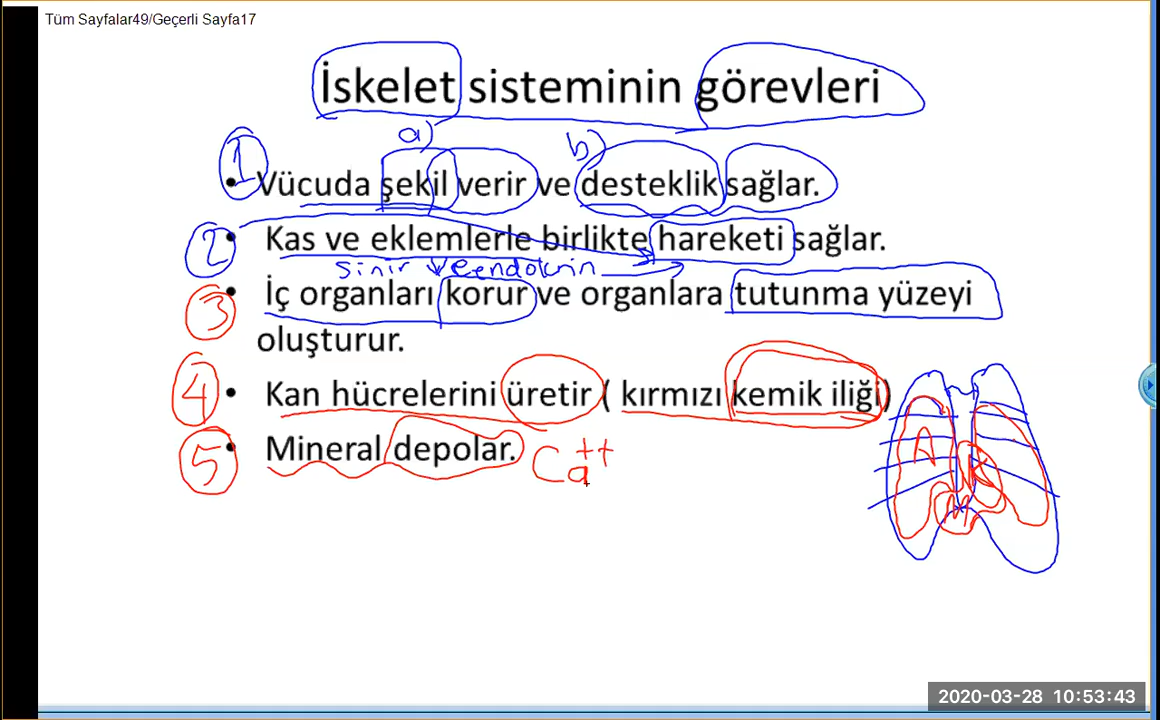 Tüm Sayfalar49/Geçerli Sayfa17
İskelet sisteminin görevleri
a) b)
1 • Vücuda şekil verir ve desteklik sağlar.
2 • Kas ve eklemlerle birlikte hareketi sağlar.
sinir ve endokrin
3 • İç organları korur ve organlara tutunma yüzeyi
oluşturur.
4 • Kan hücrelerini üretir ( kırmızı kemik iliği)
5 • Mineral depolar. Ca++
A K M
2020-03-28 10:53:43